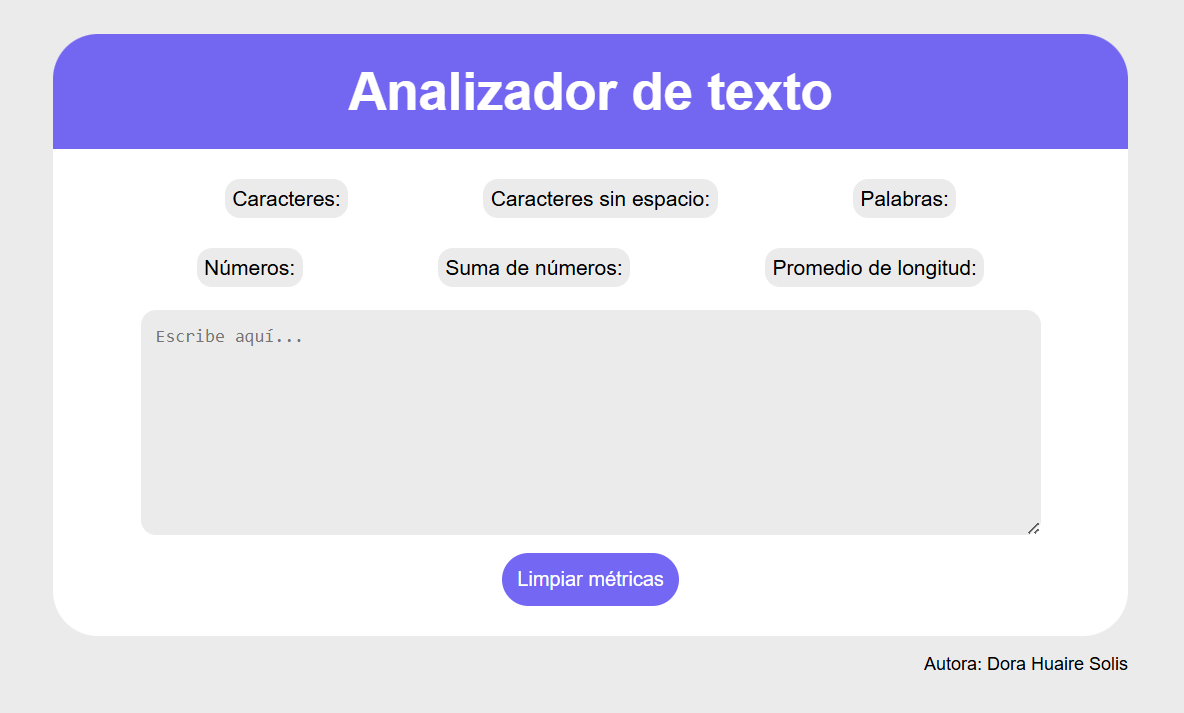 Analizador de texto
Caracteres: Caracteres sin espacio: Palabras:
Números: Suma de números: Promedio de longitud:
Escribe aquí...
Limpiar métricas
Autora: Dora Huaire Solis